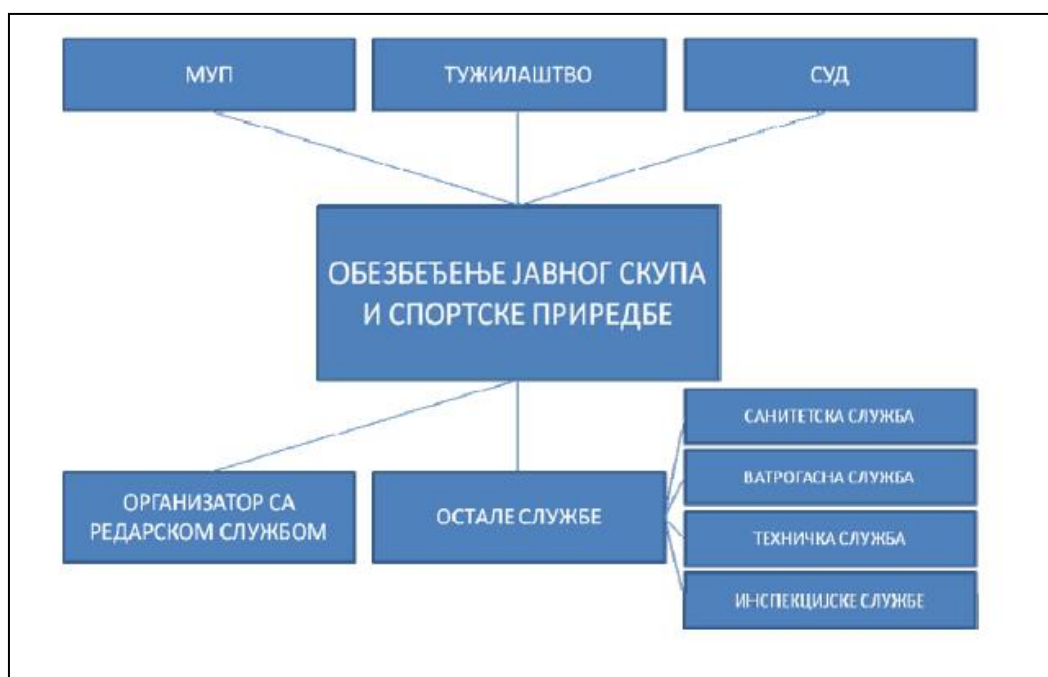 МУП
ТУЖИЛАШТВО
СУД
ОБЕЗБЕЂЕЊЕ ЈАВНОГ СКУПА
И СПОРТСКЕ ПРИРЕДБЕ
ОРГАНИЗАТОР СА
РЕДАРСКОМ СЛУЖБОМ
ОСТАЛЕ СЛУЖБЕ
САНИТЕТСКА СЛУЖБА
ВАТРОГАСНА СЛУЖБА
ТЕХНИЧКА СЛУЖБА
ИНСПЕКЦИЈСКЕ СЛУЖБЕ